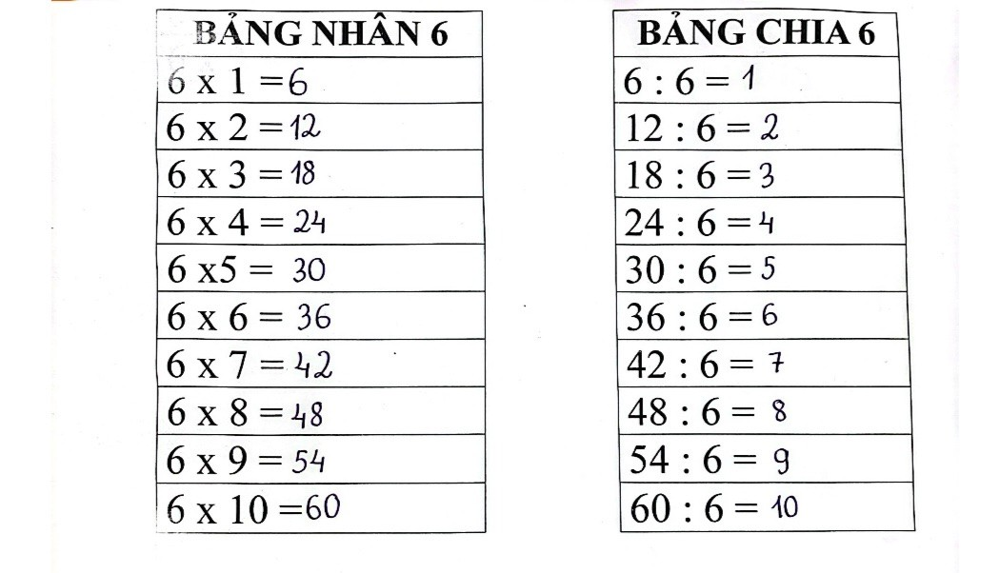 BẢNG NHÂN 6
6 x 1 =6
6 x 2 = 12
6 x 3 = 18
6 x 4 = 24
6 x5 = 30
6 x 6 = 36
6 x 7 = 42
6 x 8 = 48
6 x 9 = 54
6 x 10 =60
BẢNG CHIA 6
6 : 6 = 1
12 : 6 = 2
18 : 6 = 3
24 : 6 = 4
30 : 6 = 5
36 : 6 = 6
42 : 6 = 7
48 : 6 = 8
54 : 6 = 9
60 : 6 = 10